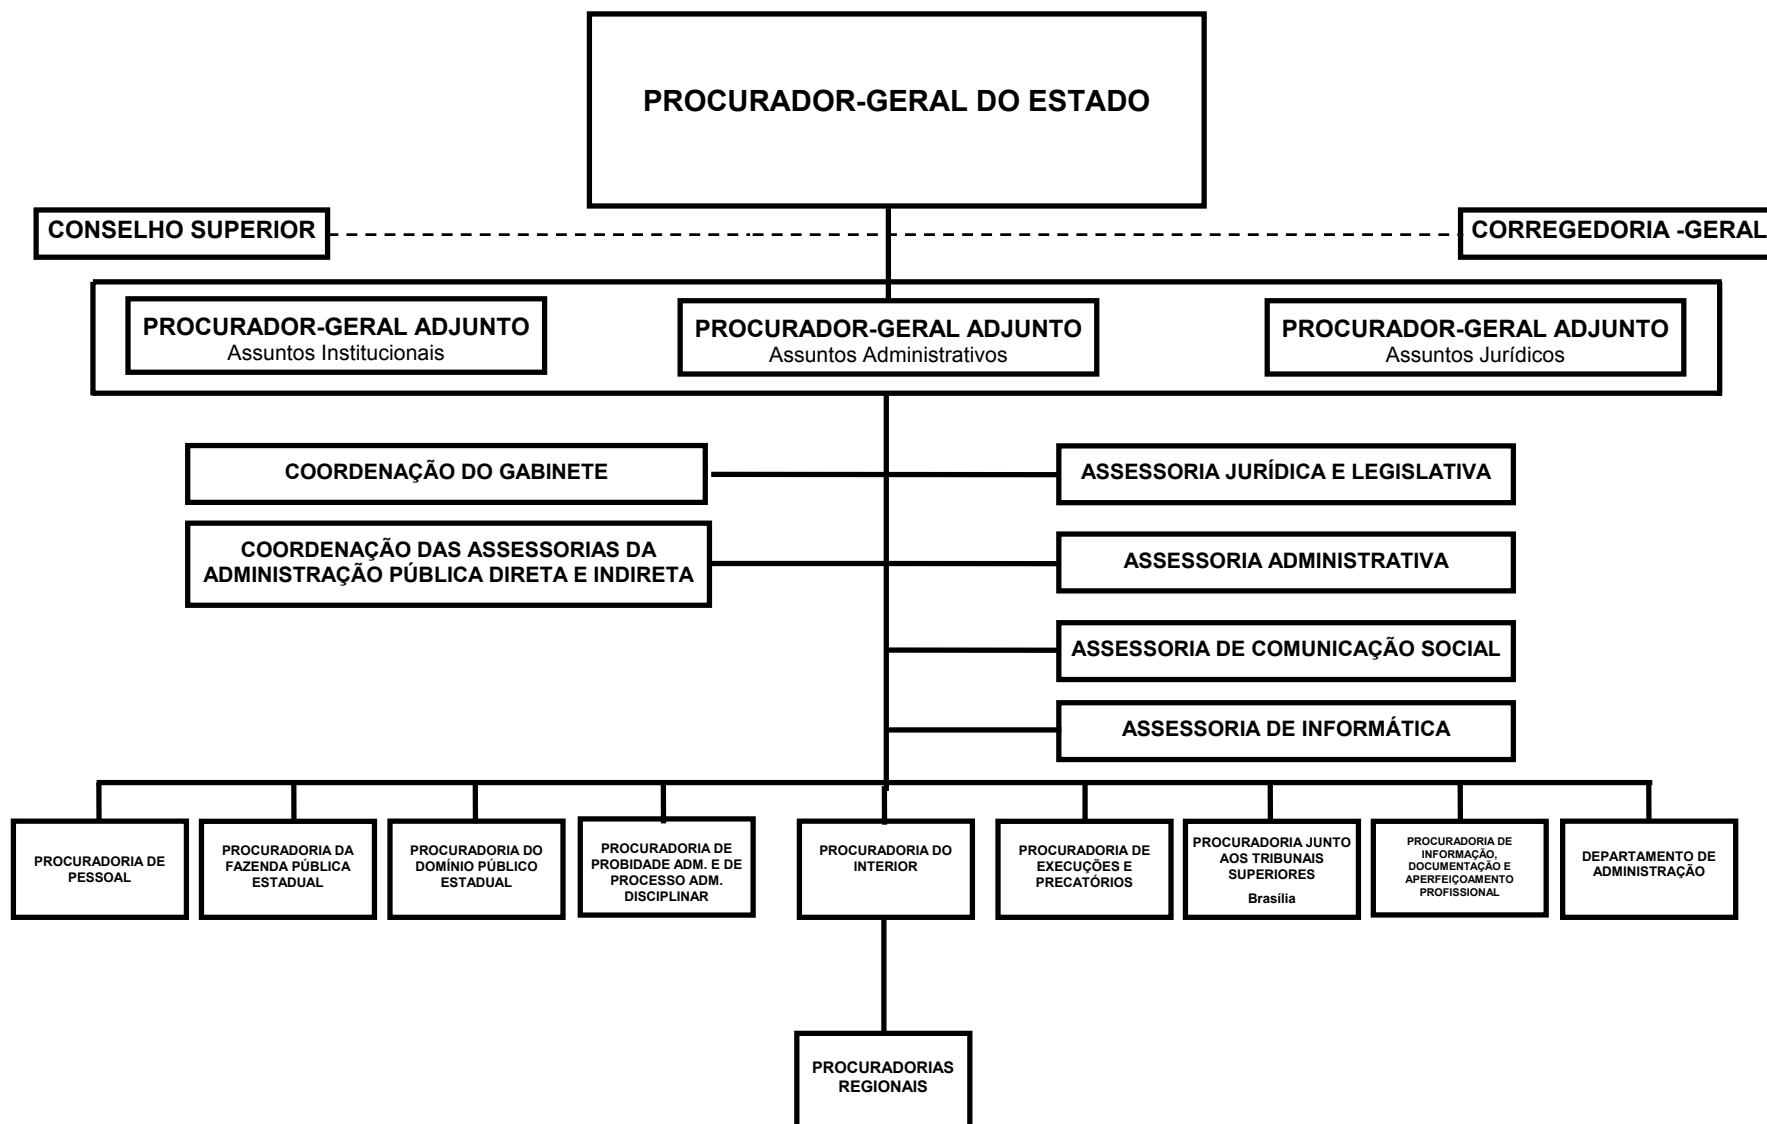 PROCURADOR-GERAL DO ESTADO
CONSELHO SUPERIOR
CORREGEDORIA -GERAL
PROCURADOR-GERAL ADJUNTO
Assuntos Institucionais
PROCURADOR-GERAL ADJUNTO
Assuntos Administrativos
PROCURADOR-GERAL ADJUNTO
Assuntos Jurídicos
COORDENAÇÃO DO GABINETE
ASSESSORIA JURÍDICA E LEGISLATIVA
COORDENAÇÃO DAS ASSESSORIAS DA
ADMINISTRAÇÃO PÚBLICA DIRETA E INDIRETA
ASSESSORIA ADMINISTRATIVA
ASSESSORIA DE COMUNICAÇÃO SOCIAL
ASSESSORIA DE INFORMÁTICA
PROCURADORIA DE
PESSOAL
PROCURADORIA DA
FAZENDA PÚBLICA
ESTADUAL
PROCURADORIA DO
DOMÍNIO PÚBLICO
ESTADUAL
PROCURADORIA DE
PROBIDADE ADM. E DE
PROCESSO ADM.
DISCIPLINAR
PROCURADORIA DO
INTERIOR
PROCURADORIA DE
EXECUÇÕES E
PRECATÓRIOS
PROCURADORIA JUNTO
AOS TRIBUNAIS
SUPERIORES
Brasília
PROCURADORIA DE
INFORMAÇÃO,
DOCUMENTAÇÃO E
APERFEIÇOAMENTO
PROFISSIONAL
DEPARTAMENTO DE
ADMINISTRAÇÃO
PROCURADORIAS
REGIONAIS